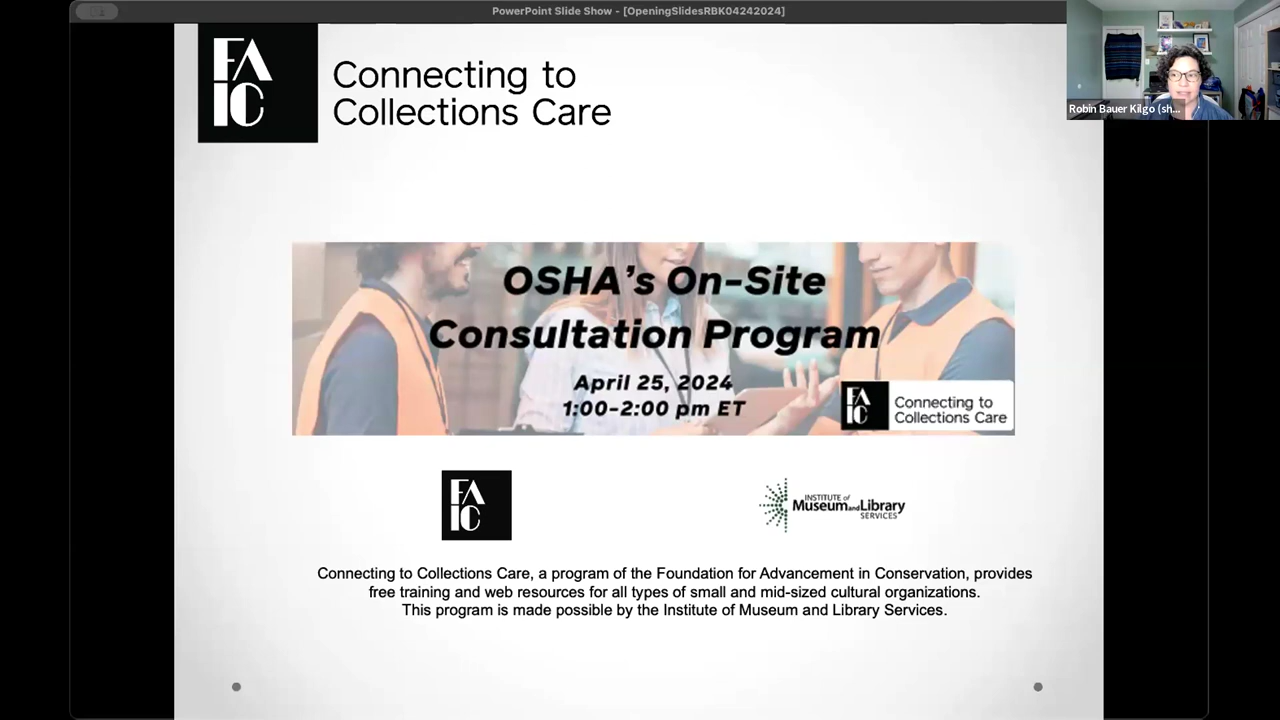 PowerPoint Slide Show - [OpeningSlidesRBK04242024]
Robin Bauer Kilgo (sh...
FA
IC
Connecting to
Collections Care
OSHA's On-Site
Consultation Program
April 25, 2024
1:00-2:00 pm ET
FA
IC
Connecting to
Collections Care
FA
IC
INSTITUTE of
Museum and Library
SERVICES
Connecting to Collections Care, a program of the Foundation for Advancement in Conservation, provides
free training and web resources for all types of small and mid-sized cultural organizations.
This program is made possible by the Institute of Museum and Library Services.